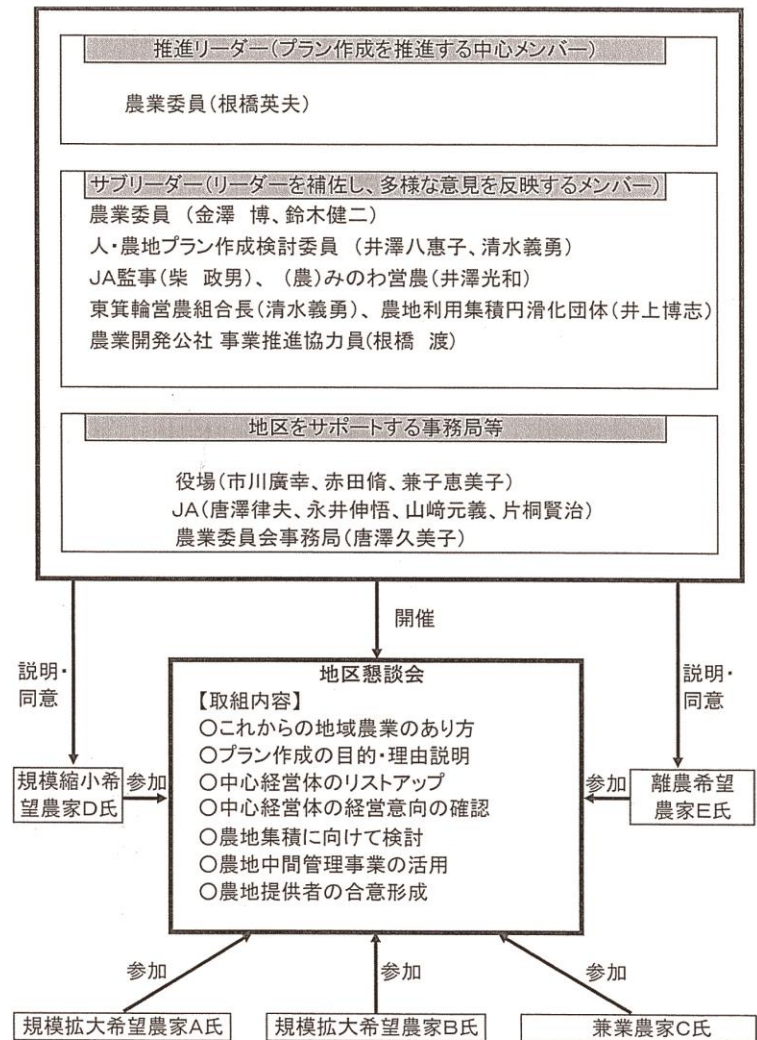 推進リーダー(プラン作成を推進する中心メンバー)
農業委員(根橋英夫)
サブリーダー(リーダーを補佐し、多様な意見を反映するメンバー)
農業委員 (金澤 博、鈴木健二)
人・農地プラン作成検討委員 (井澤八惠子、清水義勇)
JA監事(柴 政男)、(農)みのわ営農(井澤光和)
東箕輪営農組合長(清水義勇)、農地利用集積円滑化団体(井上博志)
農業開発公社 事業推進協力員(根橋 渡)
地区をサポートする事務局等
役場(市川廣幸、赤田脩、兼子恵美子)
JA(唐澤律夫、永井伸悟、山﨑元義、片桐賢治)
農業委員会事務局(唐澤久美子)
開催
説明・
同意
説明・
同意
地区懇談会
【取組内容】
○これからの地域農業のあり方
○プラン作成の目的・理由説明
○中心経営体のリストアップ
○中心経営体の経営意向の確認
○農地集積に向けて検討
○農地中間管理事業の活用
○農地提供者の合意形成
規模縮小希
望農家D氏
参加
参加
離農希望
農家E氏
参加
参加
参加
規模拡大希望農家A氏
規模拡大希望農家B氏
兼業農家C氏